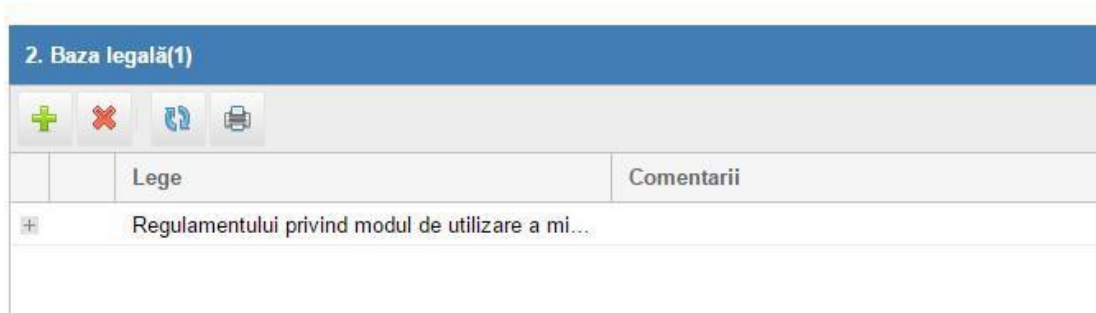 2. Baza legală(1)
Lege Comentarii
Regulamentului privind modul de utilizare a mi...